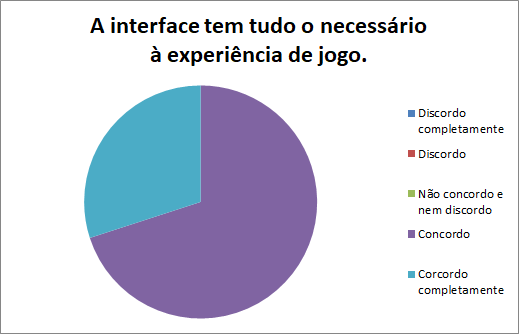 A interface tem tudo o necessário
à experiência de jogo.
Discordo
completamente
Discordo
Não concordo e
nem discordo
Concordo
Corcordo
completamente